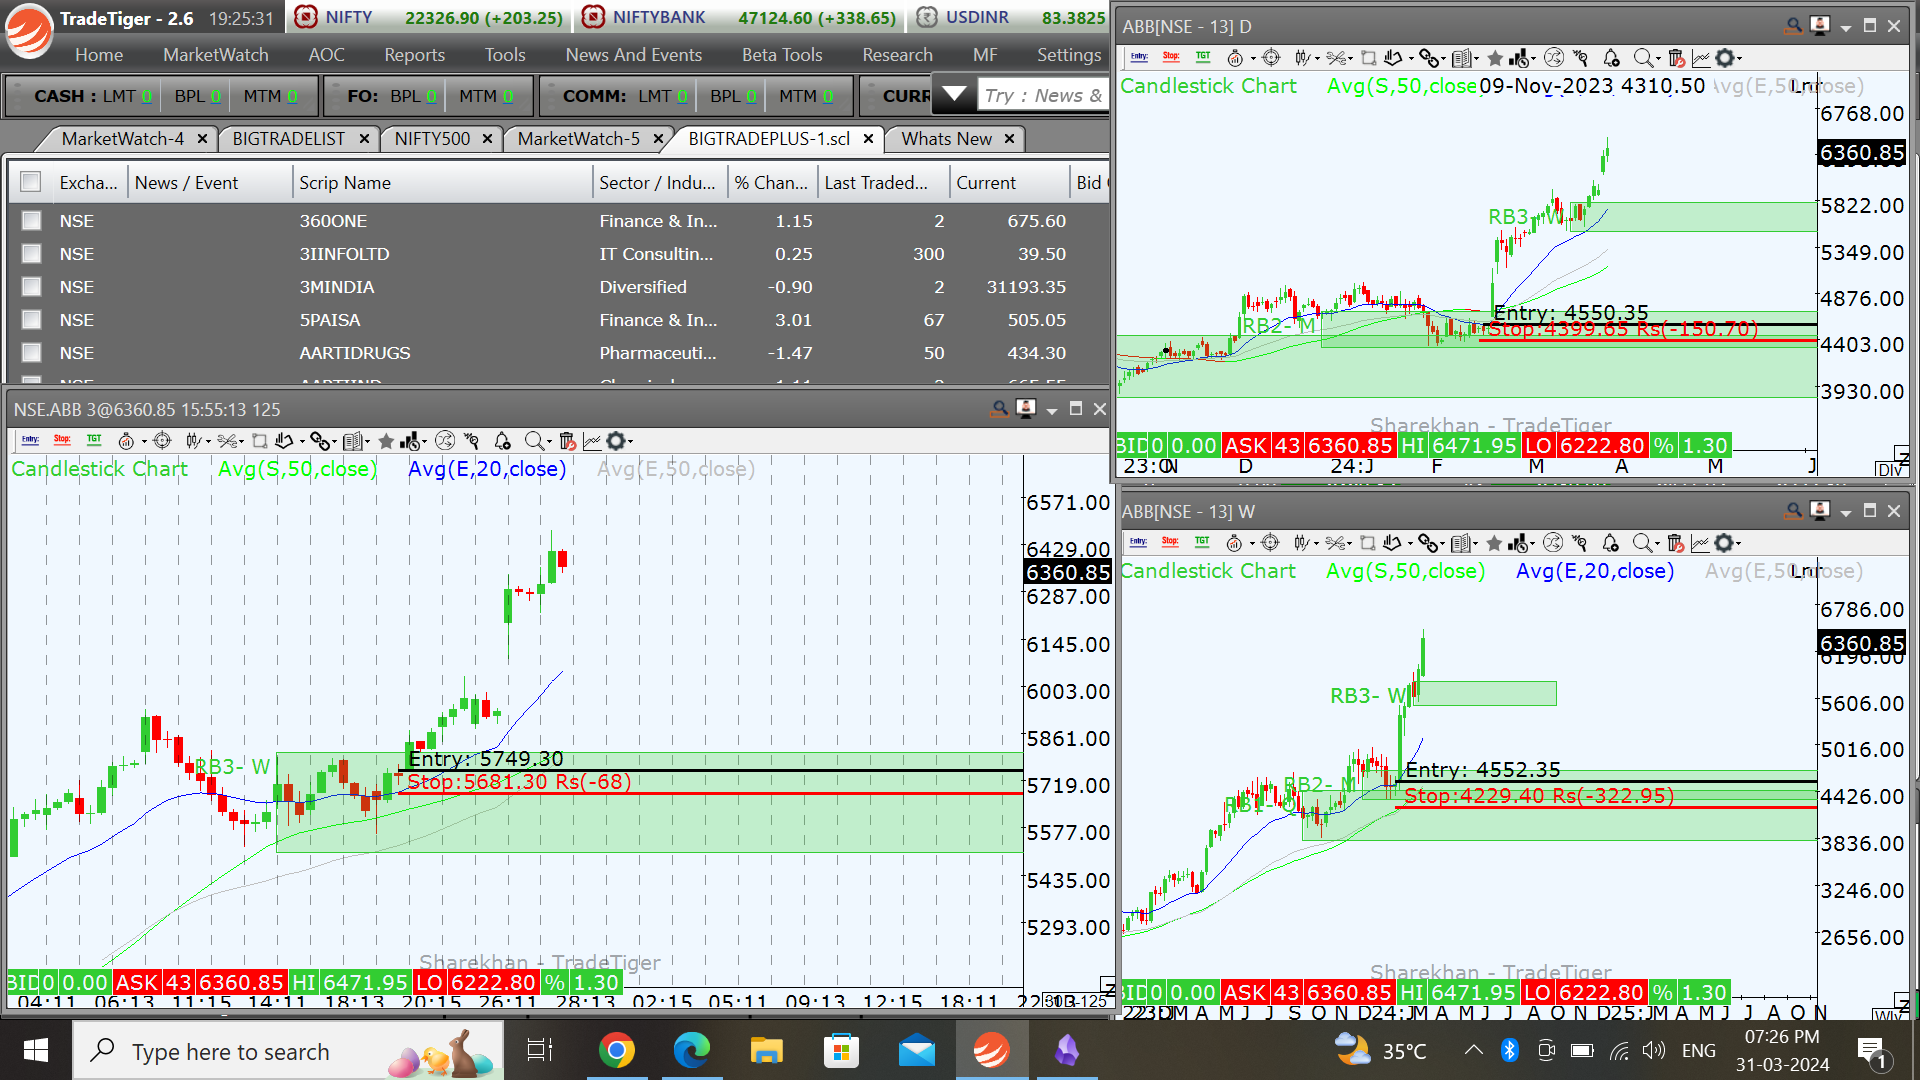 TradeTiger - 2.6 19:25:31 NIFTY 22326.90 (+203.25) NIFTYBANK 47124.60 (+338.65) USDINR 83.3825
Home MarketWatch AOC Reports Tools News And Events Beta Tools Research MF Settings
CASH : LMT 0 BPL 0 MTM 0 FO: BPL 0 MTM 0 COMM: LMT 0 BPL 0 MTM 0 CURR Try : News &
MarketWatch-4 BIGTRADELIST NIFTY500 MarketWatch-5 BIGTRADEPLUS-1.scl Whats New
Excha... News / Event Scrip Name Sector / Indu... % Chan... Last Traded... Current Bid
NSE 360ONE Finance & In... 1.15 2 675.60
NSE 3IINFOLTD IT Consultin... 0.25 300 39.50
NSE 3MINDIA Diversified -0.90 2 31193.35
NSE 5PAISA Finance & In... 3.01 67 505.05
NSE AARTIDRUGS Pharmaceuti... -1.47 50 434.30
NSE.ABB 3@6360.85 15:55:13 125
Entry: Stop: TGT
Candlestick Chart Avg(S,50,close) Avg(E,20,close) Avg(E,50,close)
6571.00
6429.00
6360.85
6287.00
6145.00
6003.00
5861.00
RB3- W Entry: 5749.30
Stop:5681.30 Rs(-68)
5719.00
5577.00
5435.00
5293.00
Sharekhan - TradeTiger
BID 0 0.00 ASK 43 6360.85 HI 6471.95 LO 6222.80 % 1.30
04:11 06:13 11:15 14:11 18:13 20:15 26:11 28:13 02:15 05:11 09:13 12:15 18:11
ABB[NSE - 13] D
Entry: Stop: TGT
Candlestick Chart Avg(S,50,close 09-Nov-2023 4310.50 Avg(E,50,close)
6768.00
6360.85
RB3- W
5822.00
5349.00
4876.00
RB2- M Entry: 4550.35
Stop:4399.65 Rs(-150.70)
4403.00
3930.00
Sharekhan - TradeTiger
BID 0 0.00 ASK 43 6360.85 HI 6471.95 LO 6222.80 % 1.30
23:O N D 24:J F M A M J Dly
ABB[NSE - 13] W
Entry: Stop: TGT
Candlestick Chart Avg(S,50,close) Avg(E,20,close) Avg(E,50,close)
6786.00
6360.85
6196.00
RB3- W
5606.00
5016.00
Entry: 4552.35
RB2- M
Stop:4229.40 Rs(-322.95)
RB1- Q
4426.00
3836.00
3246.00
2656.00
Sharekhan - TradeTiger
BID 0 0.00 ASK 43 6360.85 HI 6471.95 LO 6222.80 % 1.30
M A M J J S O N D 24:J M A M J J A O N D 25:J M A M J J A O N Wly
Type here to search 35°C ENG 07:26 PM
31-03-2024
1